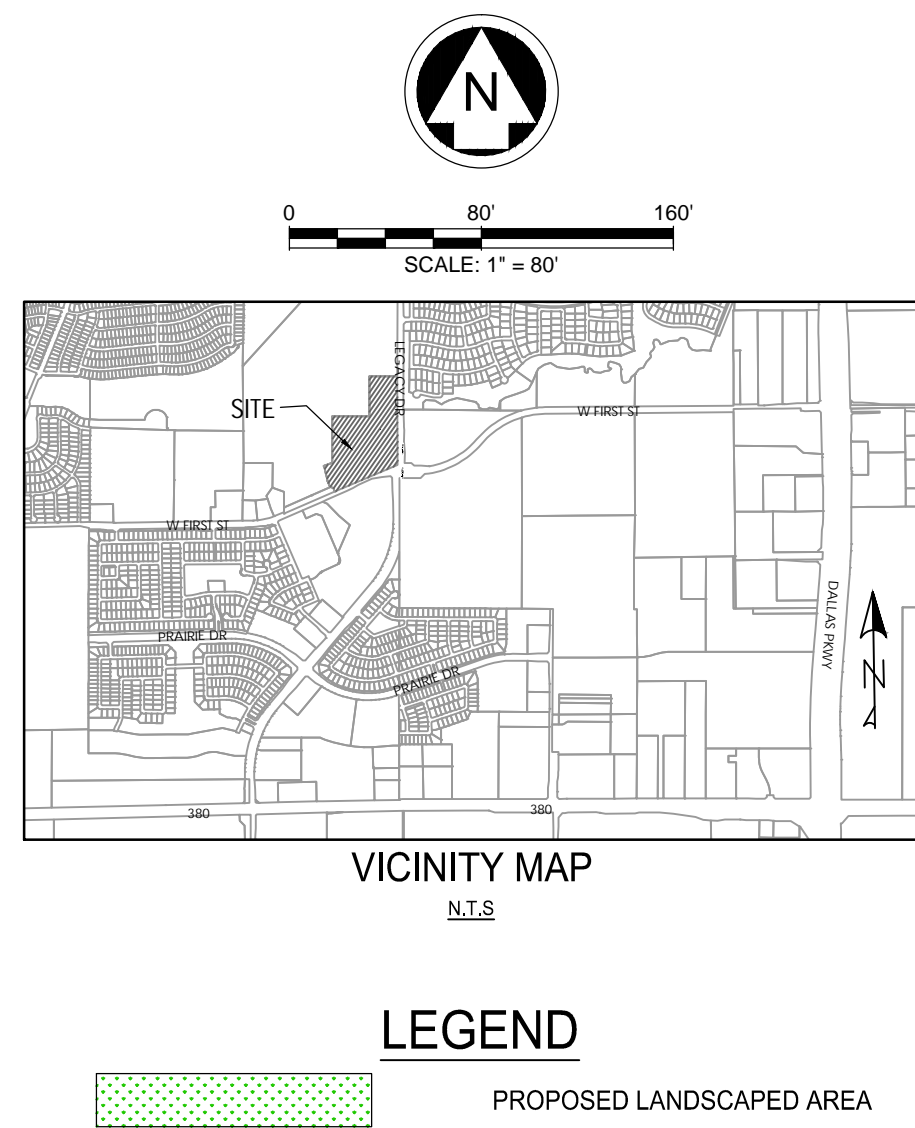 N
0 80' 160'
SCALE: 1" = 80'
LEGACY DR
SITE
W FIRST ST
W FIRST ST
DALLAS PKWY
PRAIRIE DR
N
PRAIRIE DR
380
380
VICINITY MAP
N.T.S
LEGEND
PROPOSED LANDSCAPED AREA